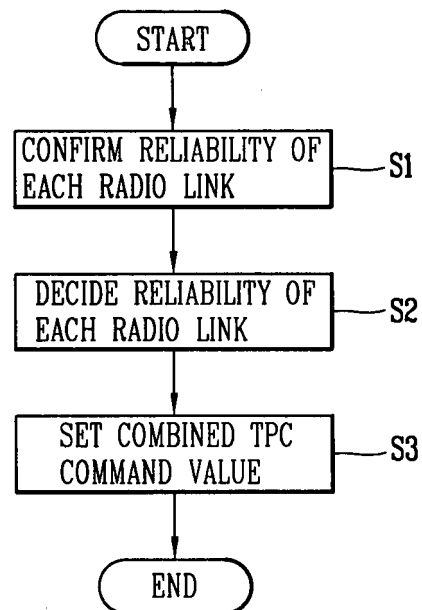 START
CONFIRM RELIABILITY OF
EACH RADIO LINK
S1
DECIDE RELIABILITY OF
EACH RADIO LINK
S2
SET COMBINED TPC
COMMAND VALUE
S3
END